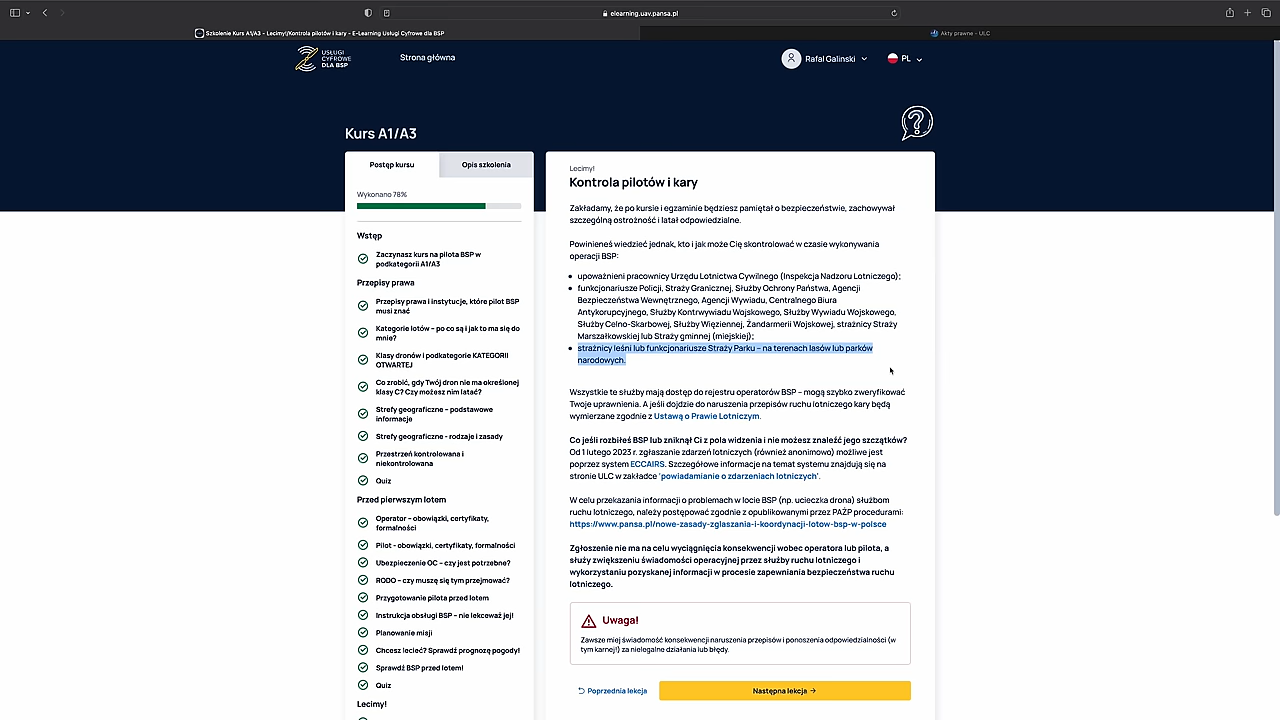 elearning.uav.pansa.pl
Szkolenie Kurs A1/A3 – Lecimy!/Kontrola pilotów i kary – E-Learning Usługi Cyfrowe dla BSP
Akty prawne – ULC
USŁUGI
CYFROWE
DLA BSP
Strona główna
Rafal Galinski
PL
Kurs A1/A3
Postęp kursu
Opis szkolenia
Wykonano 78%
Wstęp
Zaczynasz kurs na pilota BSP w
podkategorii A1/A3
Przepisy prawa
Przepisy prawa i instytucje, które pilot BSP
musi znać
Kategorie lotów – po co są i jak to ma się do
mnie?
Klasy dronów i podkategorie KATEGORII
OTWARTEJ
Co zrobić, gdy Twój dron nie ma określonej
klasy C? Czy możesz nim latać?
Strefy geograficzne – podstawowe
informacje
Strefy geograficzne - rodzaje i zasady
Przestrzeń kontrolowana i
niekontrolowana
Quiz
Przed pierwszym lotem
Operator – obowiązki, certyfikaty,
formalności
Pilot - obowiązki, certyfikaty, formalności
Ubezpieczenie OC – czy jest potrzebne?
RODO – czy muszę się tym przejmować?
Przygotowanie pilota przed lotem
Instrukcja obsługi BSP – nie lekceważ jej!
Planowanie misji
Chcesz lecieć? Sprawdź prognozę pogody!
Sprawdź BSP przed lotem!
Quiz
Lecimy!
Lecimy!
Kontrola pilotów i kary
Zakładamy, że po kursie i egzaminie będziesz pamiętał o bezpieczeństwie, zachowywał
szczególną ostrożność i latał odpowiedzialnie.
Powinieneś wiedzieć jednak, kto i jak może Cię skontrolować w czasie wykonywania
operacji BSP:
upoważnieni pracownicy Urzędu Lotnictwa Cywilnego (Inspekcja Nadzoru Lotniczego);
funkcjonariusze Policji, Straży Granicznej, Służby Ochrony Państwa, Agencji
Bezpieczeństwa Wewnętrznego, Agencji Wywiadu, Centralnego Biura
Antykorupcyjnego, Służby Kontrwywiadu Wojskowego, Służby Wywiadu Wojskowego,
Służby Celno-Skarbowej, Służby Więziennej, Żandarmerii Wojskowej, strażnicy Straży
Marszałkowskiej lub Straży gminnej (miejskiej);
strażnicy leśni lub funkcjonariusze Straży Parku – na terenach lasów lub parków
narodowych.
Wszystkie te służby mają dostęp do rejestru operatorów BSP – mogą szybko zweryfikować
Twoje uprawnienia. A jeśli dojdzie do naruszenia przepisów ruchu lotniczego kary będą
wymierzane zgodnie z Ustawą o Prawie Lotniczym.
Co jeśli rozbiłeś BSP lub zniknął Ci z pola widzenia i nie możesz znaleźć jego szczątków?
Od 1 lutego 2023 r. zgłaszanie zdarzeń lotniczych (również anonimowo) możliwe jest
poprzez system ECCAIRS. Szczegółowe informacje na temat systemu znajdują się na
stronie ULC w zakładce 'powiadamianie o zdarzeniach lotniczych'.
W celu przekazania informacji o problemach w locie BSP (np. ucieczka drona) służbom
ruchu lotniczego, należy postępować zgodnie z opublikowanymi przez PAŻP procedurami:
https://www.pansa.pl/nowe-zasady-zglaszania-i-koordynacji-lotow-bsp-w-polsce
Zgłoszenie nie ma na celu wyciągnięcia konsekwencji wobec operatora lub pilota, a
służy zwiększeniu świadomości operacyjnej przez służby ruchu lotniczego i
wykorzystaniu pozyskanej informacji w procesie zapewniania bezpieczeństwa ruchu
lotniczego.
Uwaga!
Zawsze miej świadomość konsekwencji naruszenia przepisów i ponoszenia odpowiedzialności (w
tym karnej!) za nielegalne działania lub błędy.
Poprzednia lekcja
Następna lekcja →